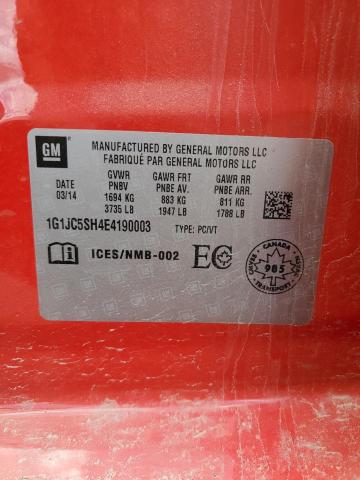 GM
MANUFACTURED BY GENERAL MOTORS LLC
FABRIQUÉ PAR GENERAL MOTORS LLC
DATE
03/14
GVWR
PNBV
1694 KG
3735 LB
GAWR FRT
PNBE AV.
883 KG
1947 LB
GAWR RR
PNBE ARR.
811 KG
1788 LB
1G1JC5SH4E4190003 TYPE: PC/VT
ICES/NMB-002 EC
CANADA
985
TRANSPORT